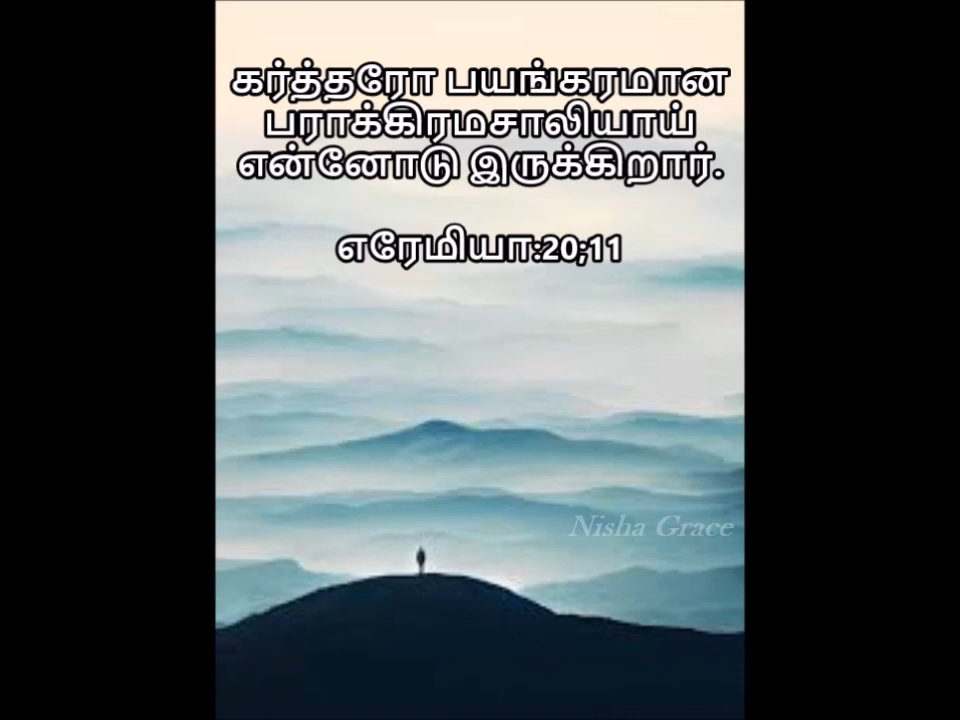 கர்த்தரோ பயங்கரமான
பராக்கிரமசாலியாய்
என்னோடு இருக்கிறார்.
எரேமியா:20;11
Nisha Grace